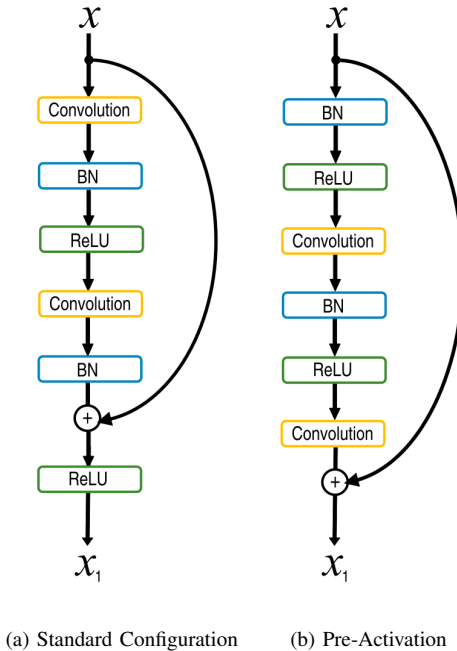 x
Convolution
BN
ReLU
Convolution
BN
+
ReLU
x₁
(a) Standard Configuration
x
BN
ReLU
Convolution
BN
ReLU
Convolution
+
x₁
(b) Pre-Activation